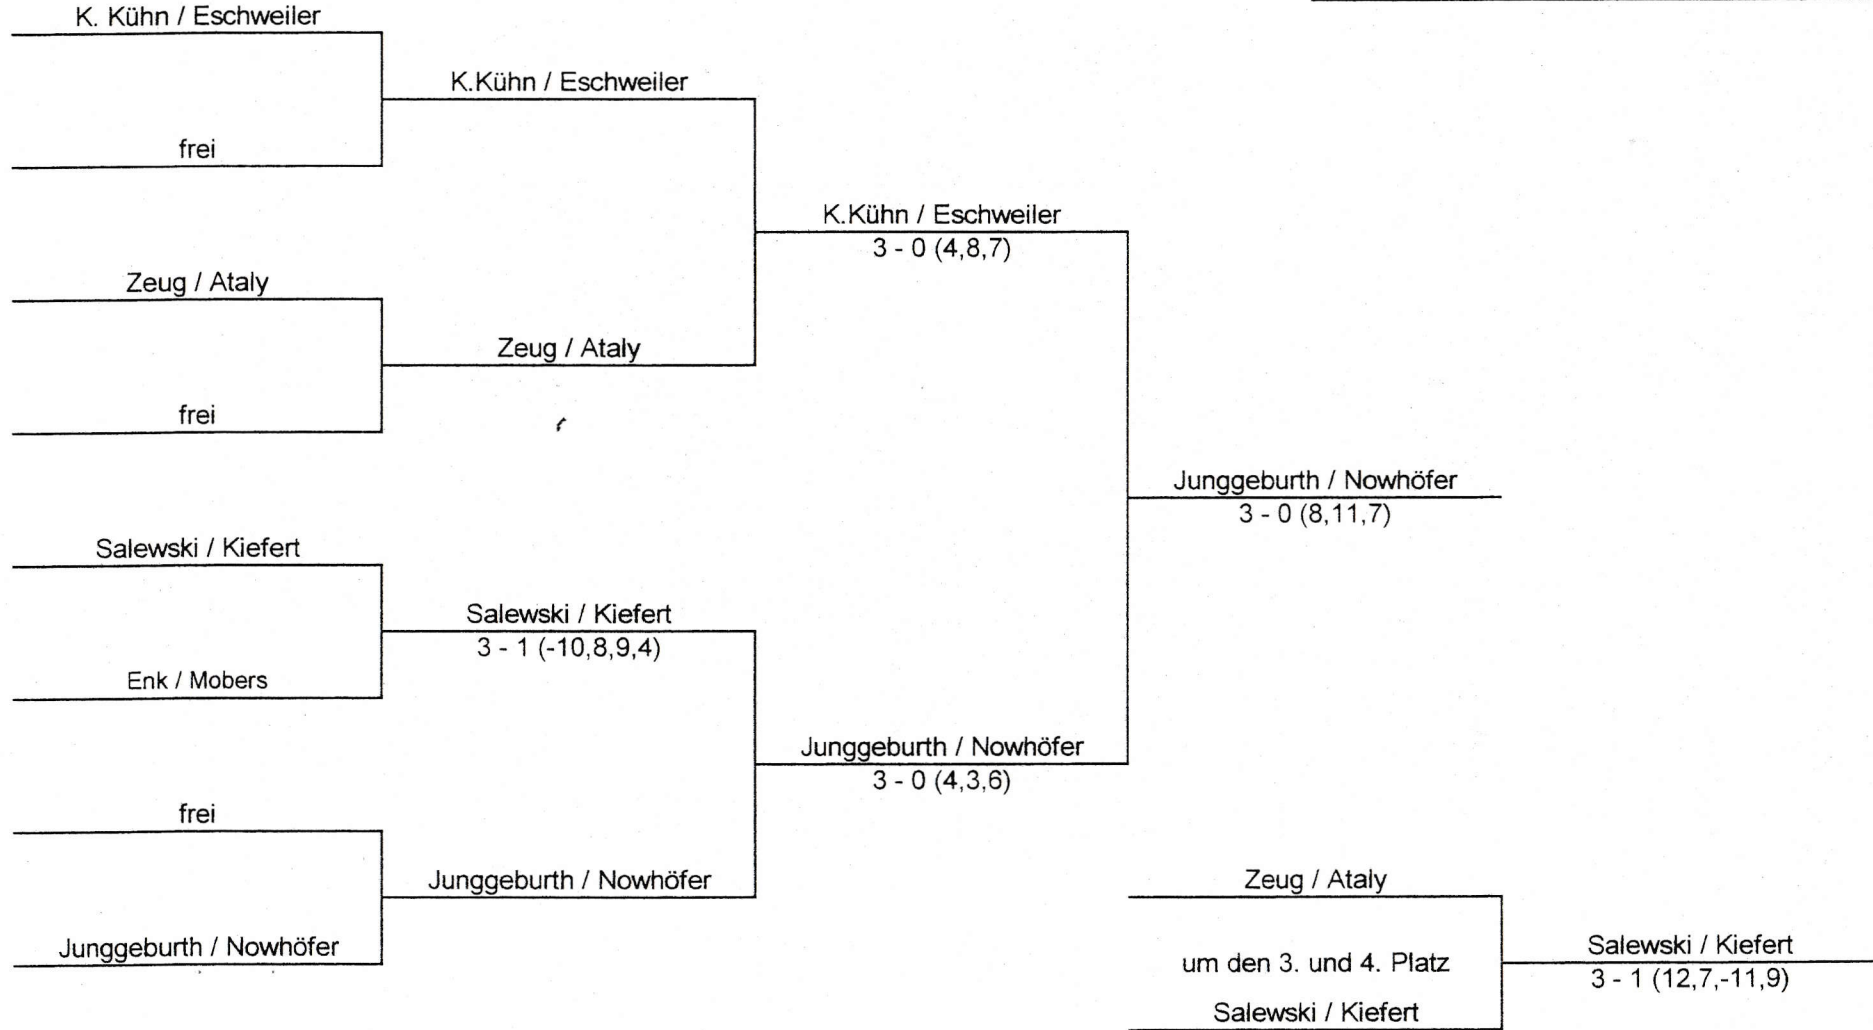 K. Kühn / Eschweiler
K.Kühn / Eschweiler
frei
K.Kühn / Eschweiler
3 - 0 (4,8,7)
Zeug / Ataly
Zeug / Ataly
frei
Junggeburth / Nowhöfer
3 - 0 (8,11,7)
Salewski / Kiefert
Salewski / Kiefert
3 - 1 (-10,8,9,4)
Enk / Mobers
Junggeburth / Nowhöfer
3 - 0 (4,3,6)
frei
Junggeburth / Nowhöfer
Zeug / Ataly
Junggeburth / Nowhöfer
um den 3. und 4. Platz
Salewski / Kiefert
3 - 1 (12,7,-11,9)
Salewski / Kiefert